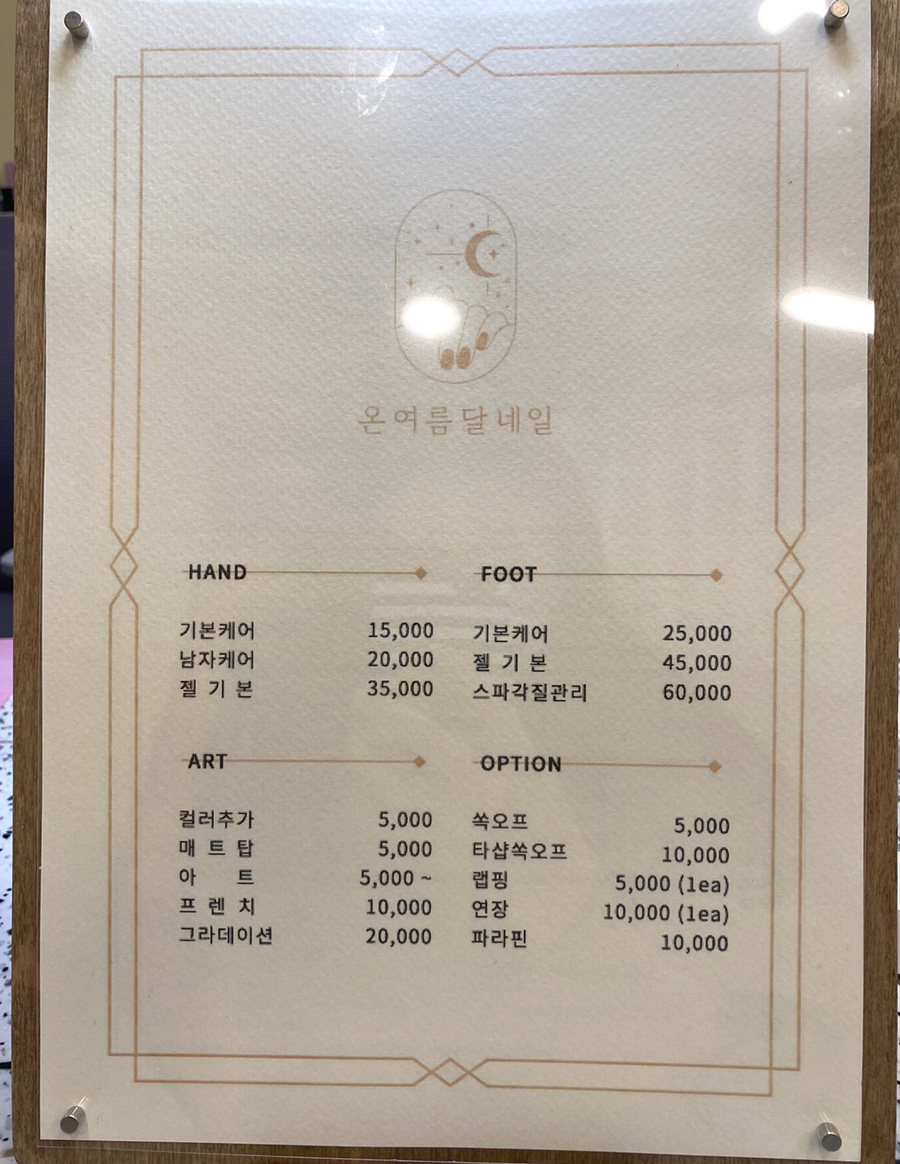 온여름달네일
HAND
기본케어 15,000
남자케어 20,000
젤 기 본 35,000
FOOT
기본케어 25,000
젤 기 본 45,000
스파각질관리 60,000
ART
컬러추가 5,000
매 트 탑 5,000
아 트 5,000 ~
프 렌 치 10,000
그라데이션 20,000
OPTION
쏙오프 5,000
타샵쏙오프 10,000
랩핑 5,000 (1ea)
연장 10,000 (1ea)
파라핀 10,000